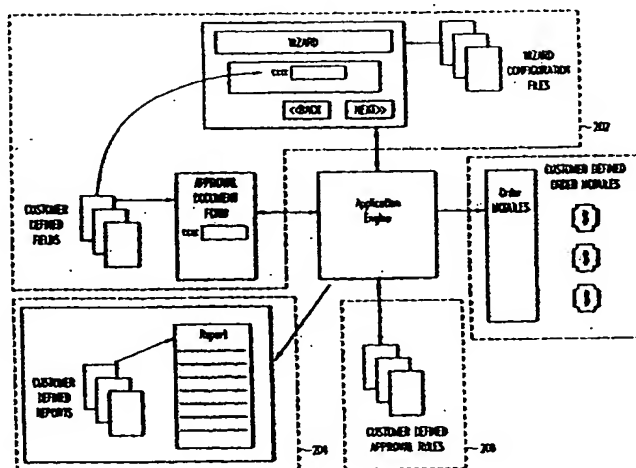 WIZARD
<<BACK
NEXT>>
WIZARD
CONFIGURATION
FILES
202
CUSTOMER
DEFINED
FIELDS
APPROVAL
DOCUMENT
FORM
Application
Engine
Order
MODULES
CUSTOMER DEFINED
ORDER MODULES
CUSTOMER
DEFINED
REPORTS
Report
204
CUSTOMER DEFINED
APPROVAL RULES